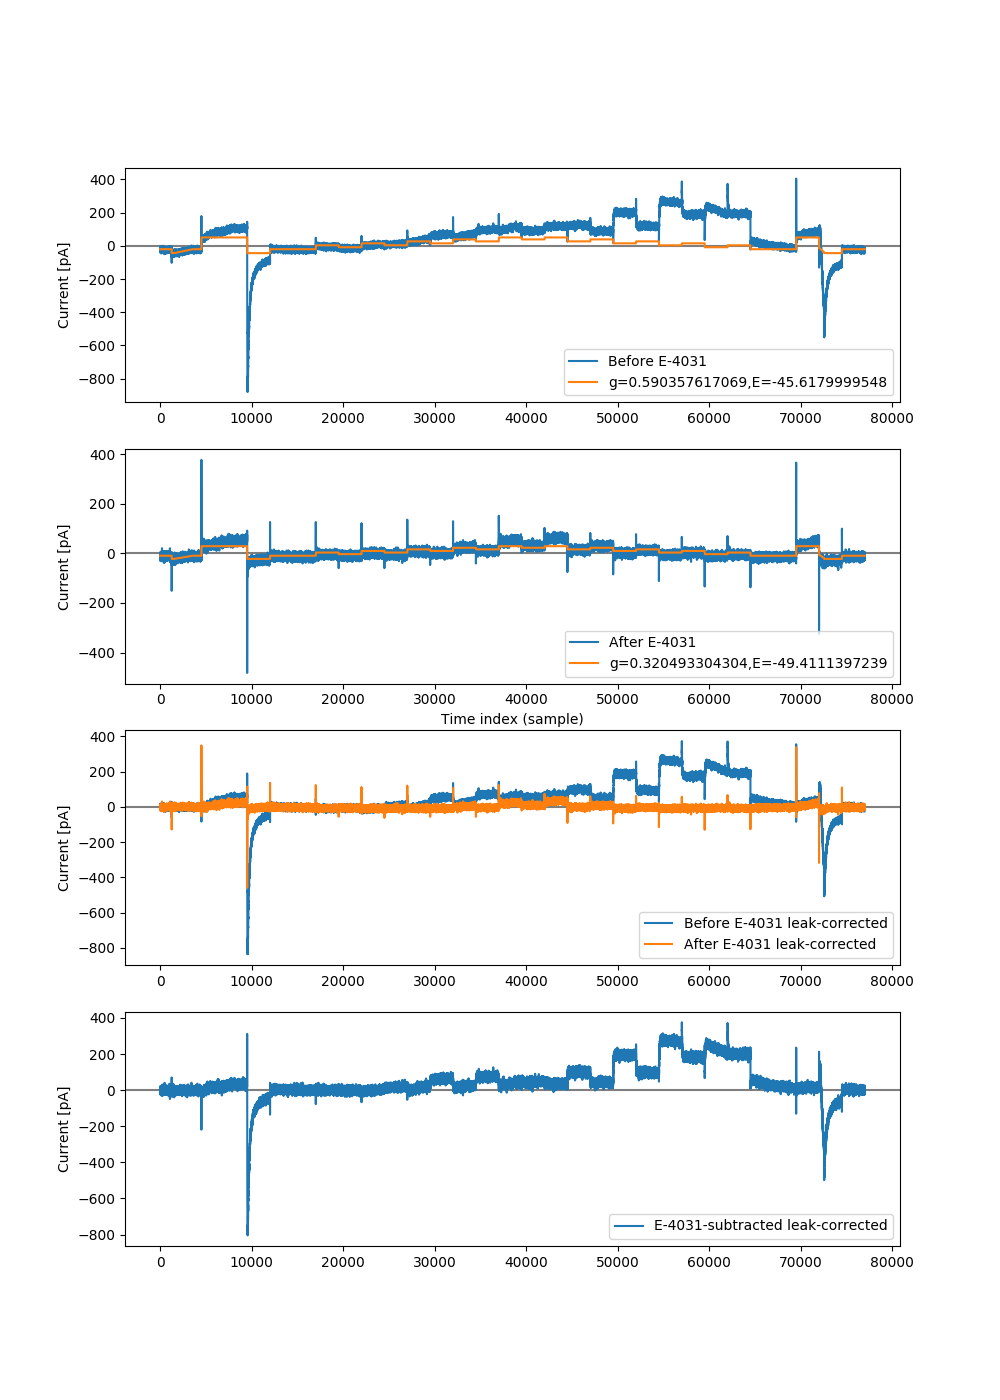 400
200
0
−200
−400
−600
−800
Current [pA]
Before E-4031
g=0.590357617069,E=-45.6179999548
0 10000 20000 30000 40000 50000 60000 70000 80000
400
200
0
−200
−400
Current [pA]
After E-4031
g=0.320493304304,E=-49.4111397239
0 10000 20000 30000 40000 50000 60000 70000 80000
Time index (sample)
400
200
0
−200
−400
−600
−800
Current [pA]
Before E-4031 leak-corrected
After E-4031 leak-corrected
0 10000 20000 30000 40000 50000 60000 70000 80000
400
200
0
−200
−400
−600
−800
Current [pA]
E-4031-subtracted leak-corrected
0 10000 20000 30000 40000 50000 60000 70000 80000